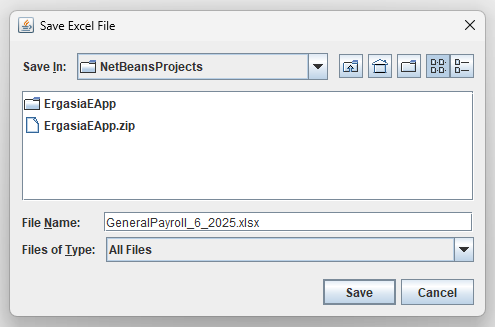 Save Excel File
Save In: NetBeansProjects
ErgasiaEApp
ErgasiaEApp.zip
File Name: GeneralPayroll_6_2025.xlsx
Files of Type: All Files
Save Cancel